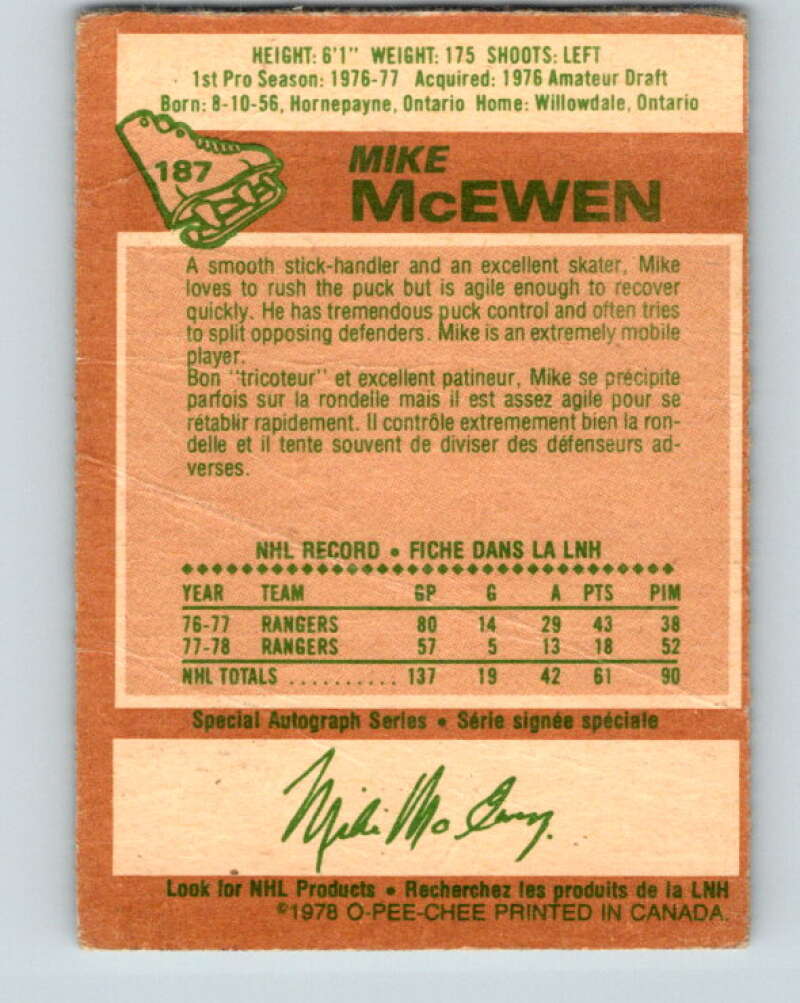 HEIGHT: 6'1" WEIGHT: 175 SHOOTS: LEFT
1st Pro Season: 1976-77 Acquired: 1976 Amateur Draft
Born: 8-10-56, Hornepayne, Ontario Home: Willowdale, Ontario
187
MIKE
McEWEN
A smooth stick-handler and an excellent skater, Mike
loves to rush the puck but is agile enough to recover
quickly. He has tremendous puck control and often tries
to split opposing defenders. Mike is an extremely mobile
player.
Bon "tricoteur" et excellent patineur, Mike se précipite
parfois sur la rondelle mais il est assez agile pour se
rétablir rapidement. Il contrôle extremement bien la ron-
delle et il tente souvent de diviser des défenseurs ad-
verses.
NHL RECORD • FICHE DANS LA LNH
YEAR TEAM GP G A PTS PIM
76-77 RANGERS 80 14 29 43 38
77-78 RANGERS 57 5 13 18 52
NHL TOTALS .......... 137 19 42 61 90
Special Autograph Series • Série signée spéciale
Mike McEwen
Look for NHL Products • Recherchez les produits de la LNH
©1978 O-PEE-CHEE PRINTED IN CANADA.